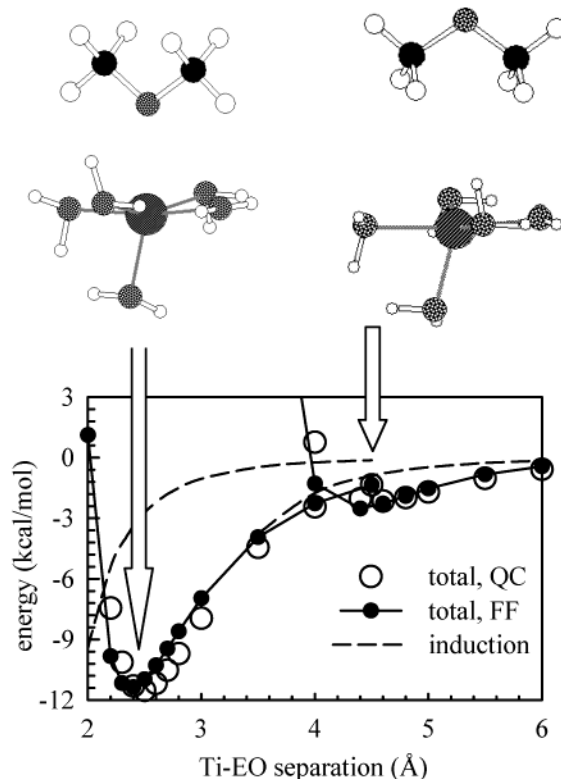 3
0
-3
-6
-9
-12
energy (kcal/mol)
total, QC
total, FF
induction
2 3 4 5 6
Ti-EO separation (Å)